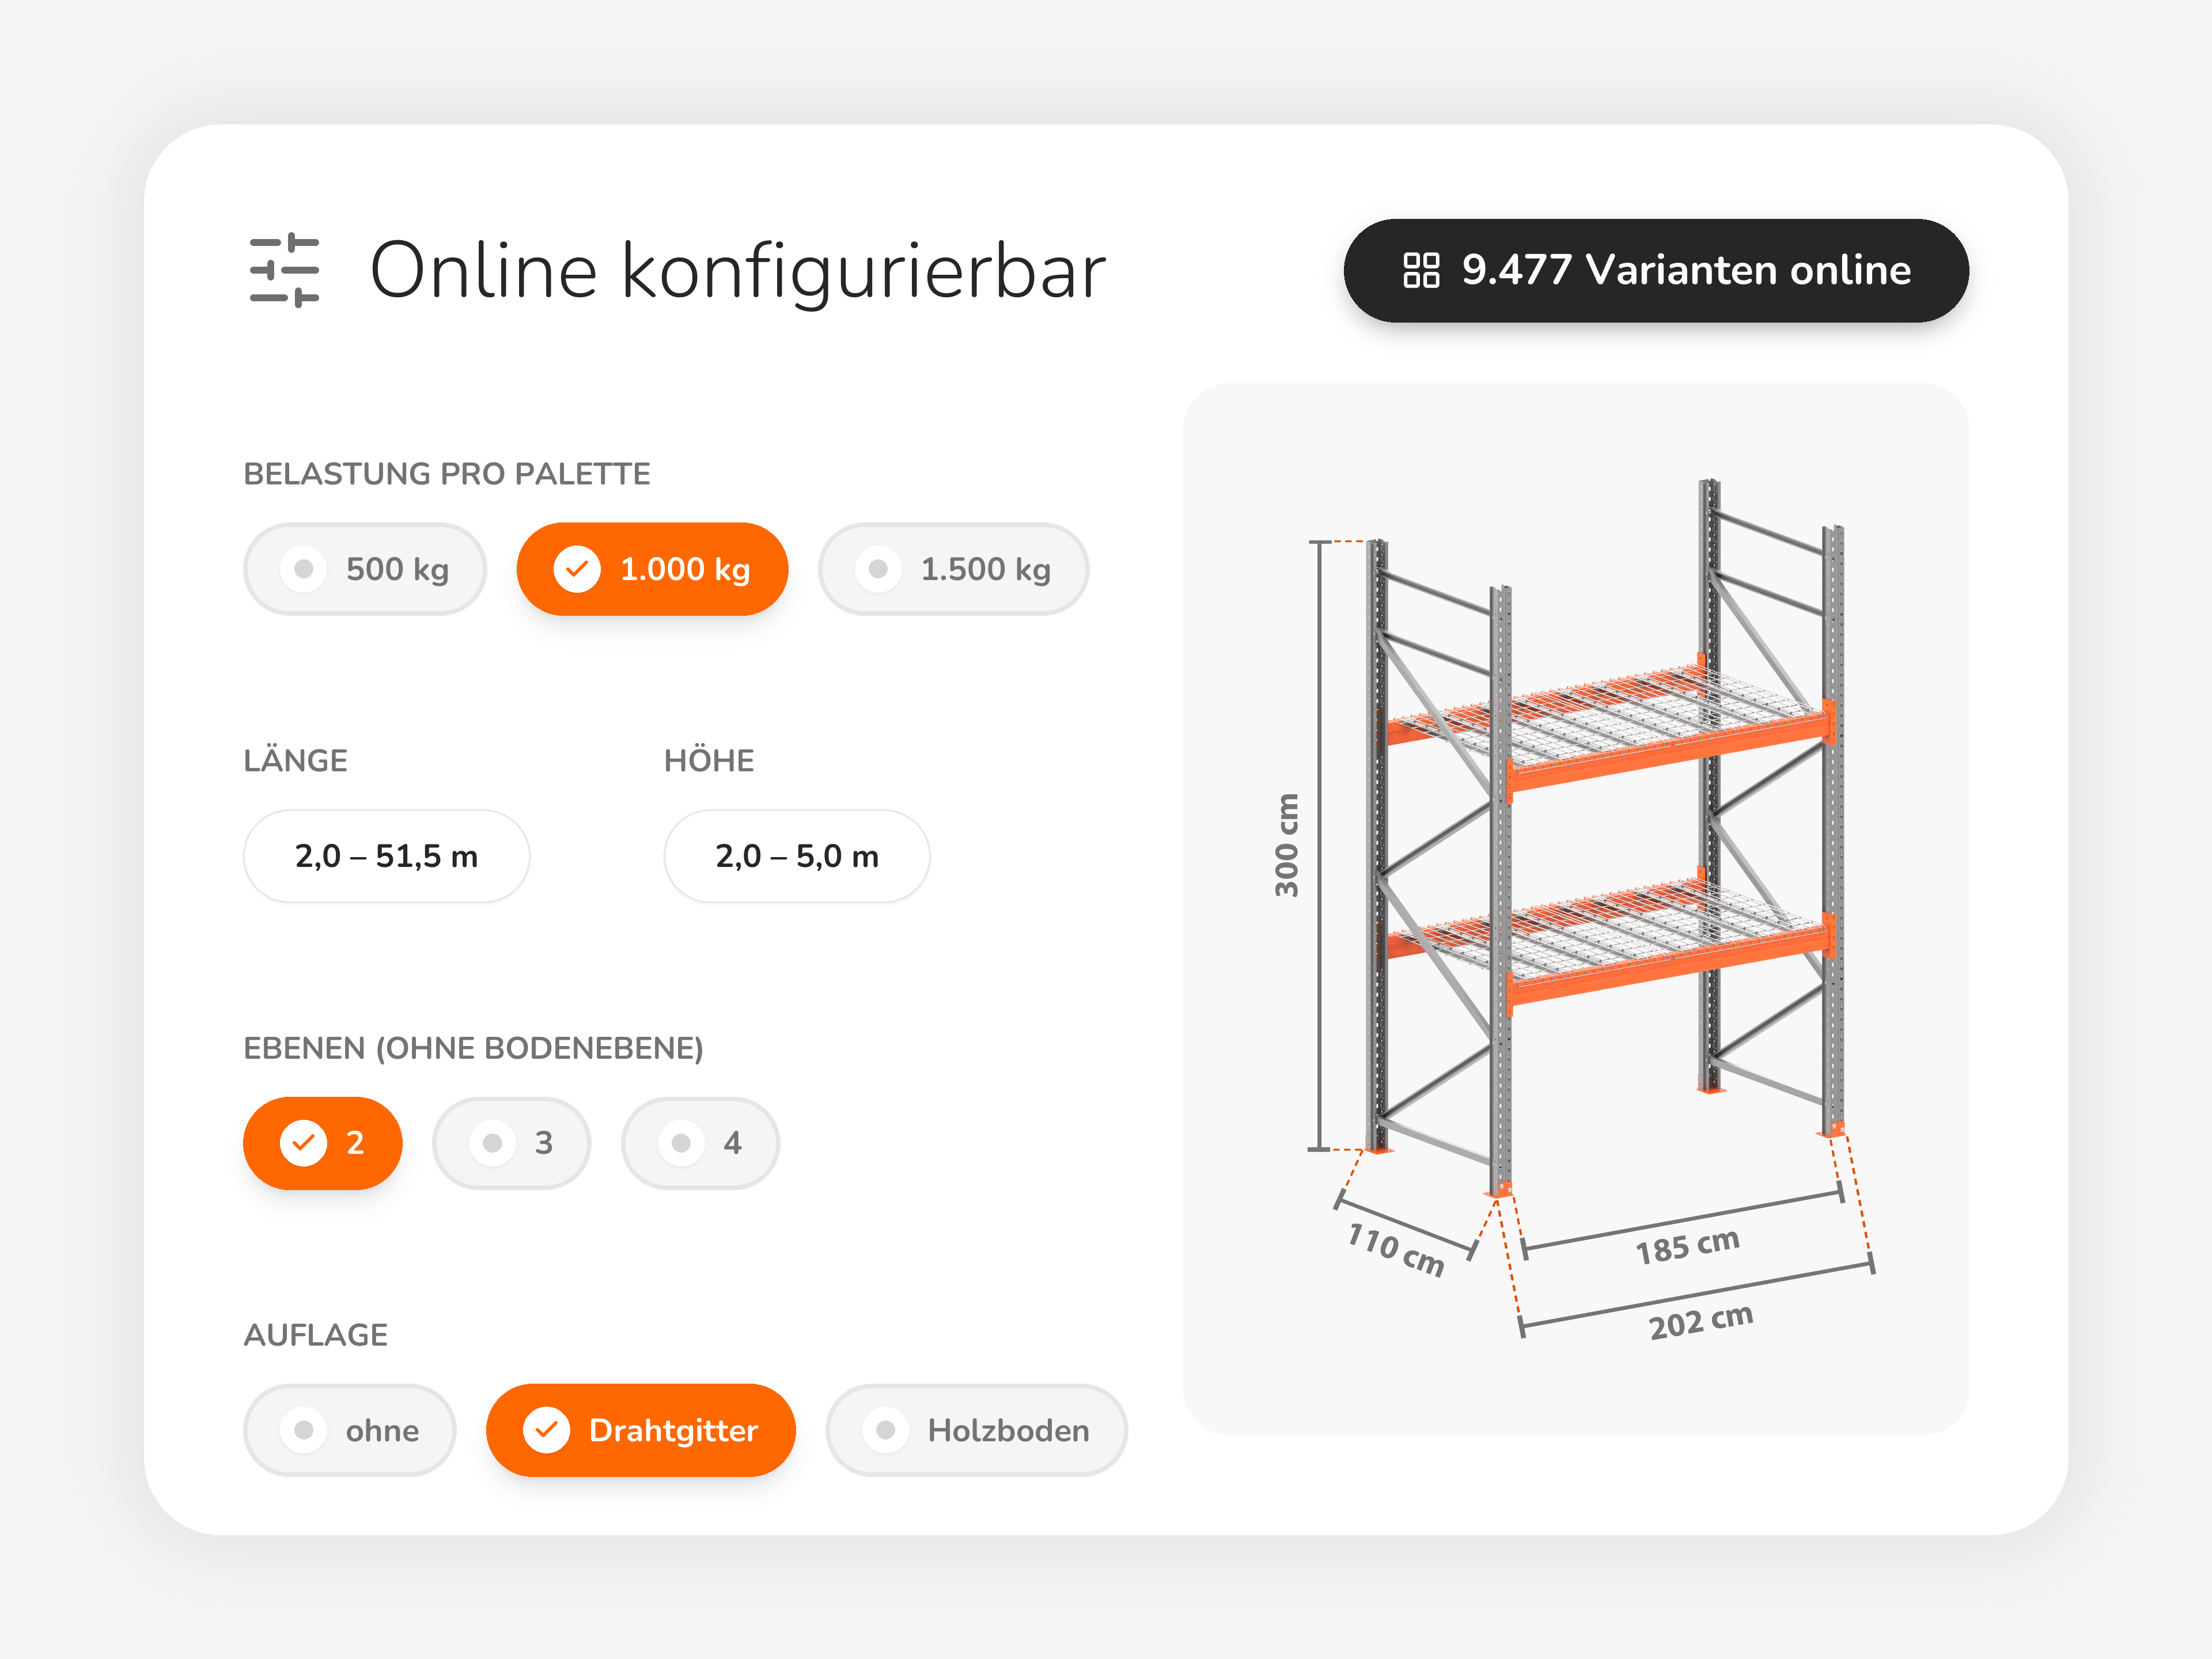 Online konfigurierbar
9.477 Varianten online
BELASTUNG PRO PALETTE
500 kg
1.000 kg
1.500 kg
LÄNGE
HÖHE
2,0 – 51,5 m
2,0 – 5,0 m
EBENEN (OHNE BODENEBENE)
2
3
4
AUFLAGE
ohne
Drahtgitter
Holzboden
300 cm
110 cm
185 cm
202 cm